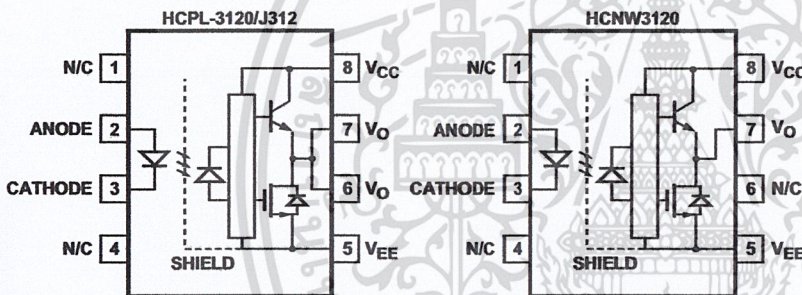 HCPL-3120/J312
N/C 1
ANODE 2
CATHODE 3
N/C 4
8 VCC
7 VO
6 VO
5 VEE
SHIELD
HCNW3120
N/C 1
ANODE 2
CATHODE 3
N/C 4
8 VCC
7 VO
6 N/C
5 VEE
SHIELD